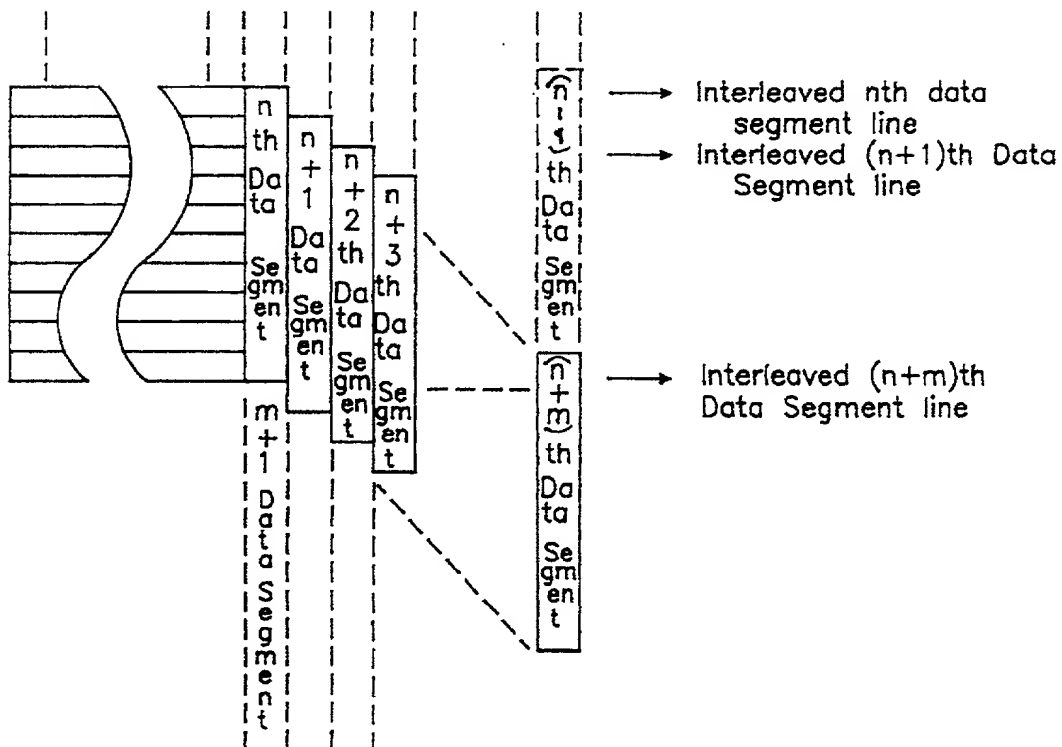 n th Data Segment
m+1 Data Segment
n+1 Data Segment
n+2 th Data Segment
n+3 th Data Segment
(n-1)th Data Segment
(n+m)th Data Segment
Interleaved nth data
segment line
Interleaved (n+1)th Data
Segment line
Interleaved (n+m)th
Data Segment line